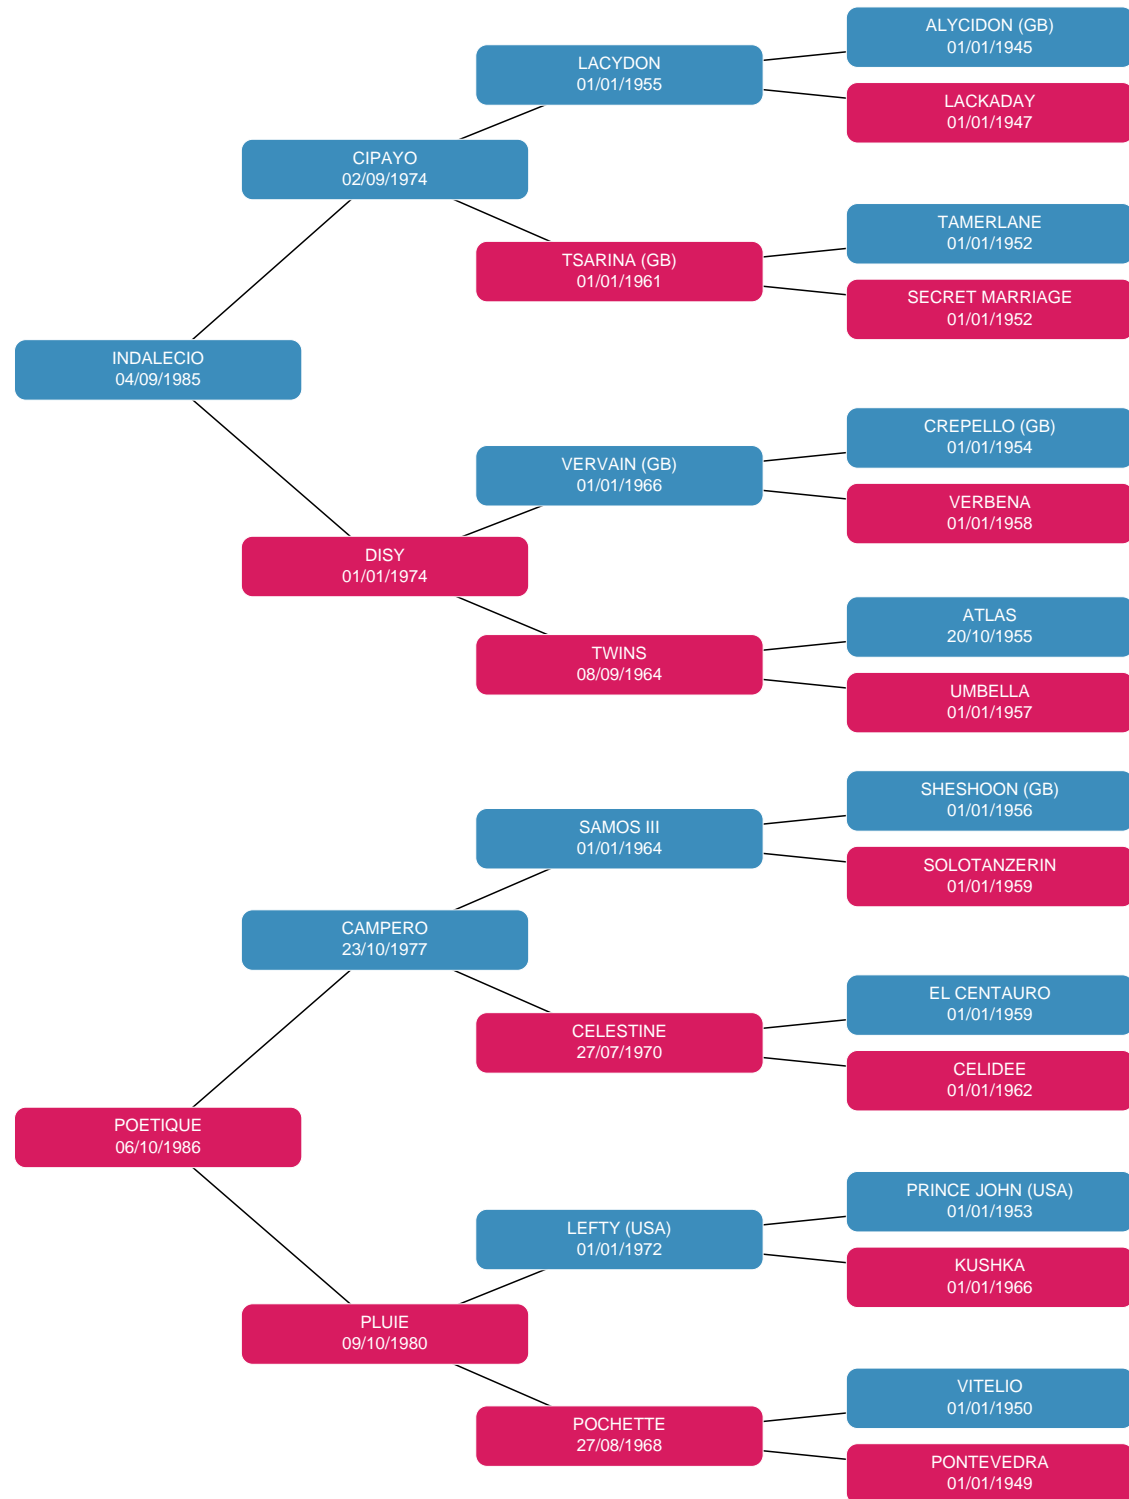 ALYCIDON (GB)
01/01/1945
LACYDON
01/01/1955
LACKADAY
01/01/1947
CIPAYO
02/09/1974
TAMERLANE
01/01/1952
TSARINA (GB)
01/01/1961
SECRET MARRIAGE
01/01/1952
INDALECIO
04/09/1985
CREPELLO (GB)
01/01/1954
VERVAIN (GB)
01/01/1966
VERBENA
01/01/1958
DISY
01/01/1974
ATLAS
20/10/1955
TWINS
08/09/1964
UMBELLA
01/01/1957
SHESHOON (GB)
01/01/1956
SAMOS III
01/01/1964
SOLOTANZERIN
01/01/1959
CAMPERO
23/10/1977
EL CENTAURO
01/01/1959
CELESTINE
27/07/1970
CELIDEE
01/01/1962
POETIQUE
06/10/1986
PRINCE JOHN (USA)
01/01/1953
LEFTY (USA)
01/01/1972
KUSHKA
01/01/1966
PLUIE
09/10/1980
VITELIO
01/01/1950
POCHETTE
27/08/1968
PONTEVEDRA
01/01/1949